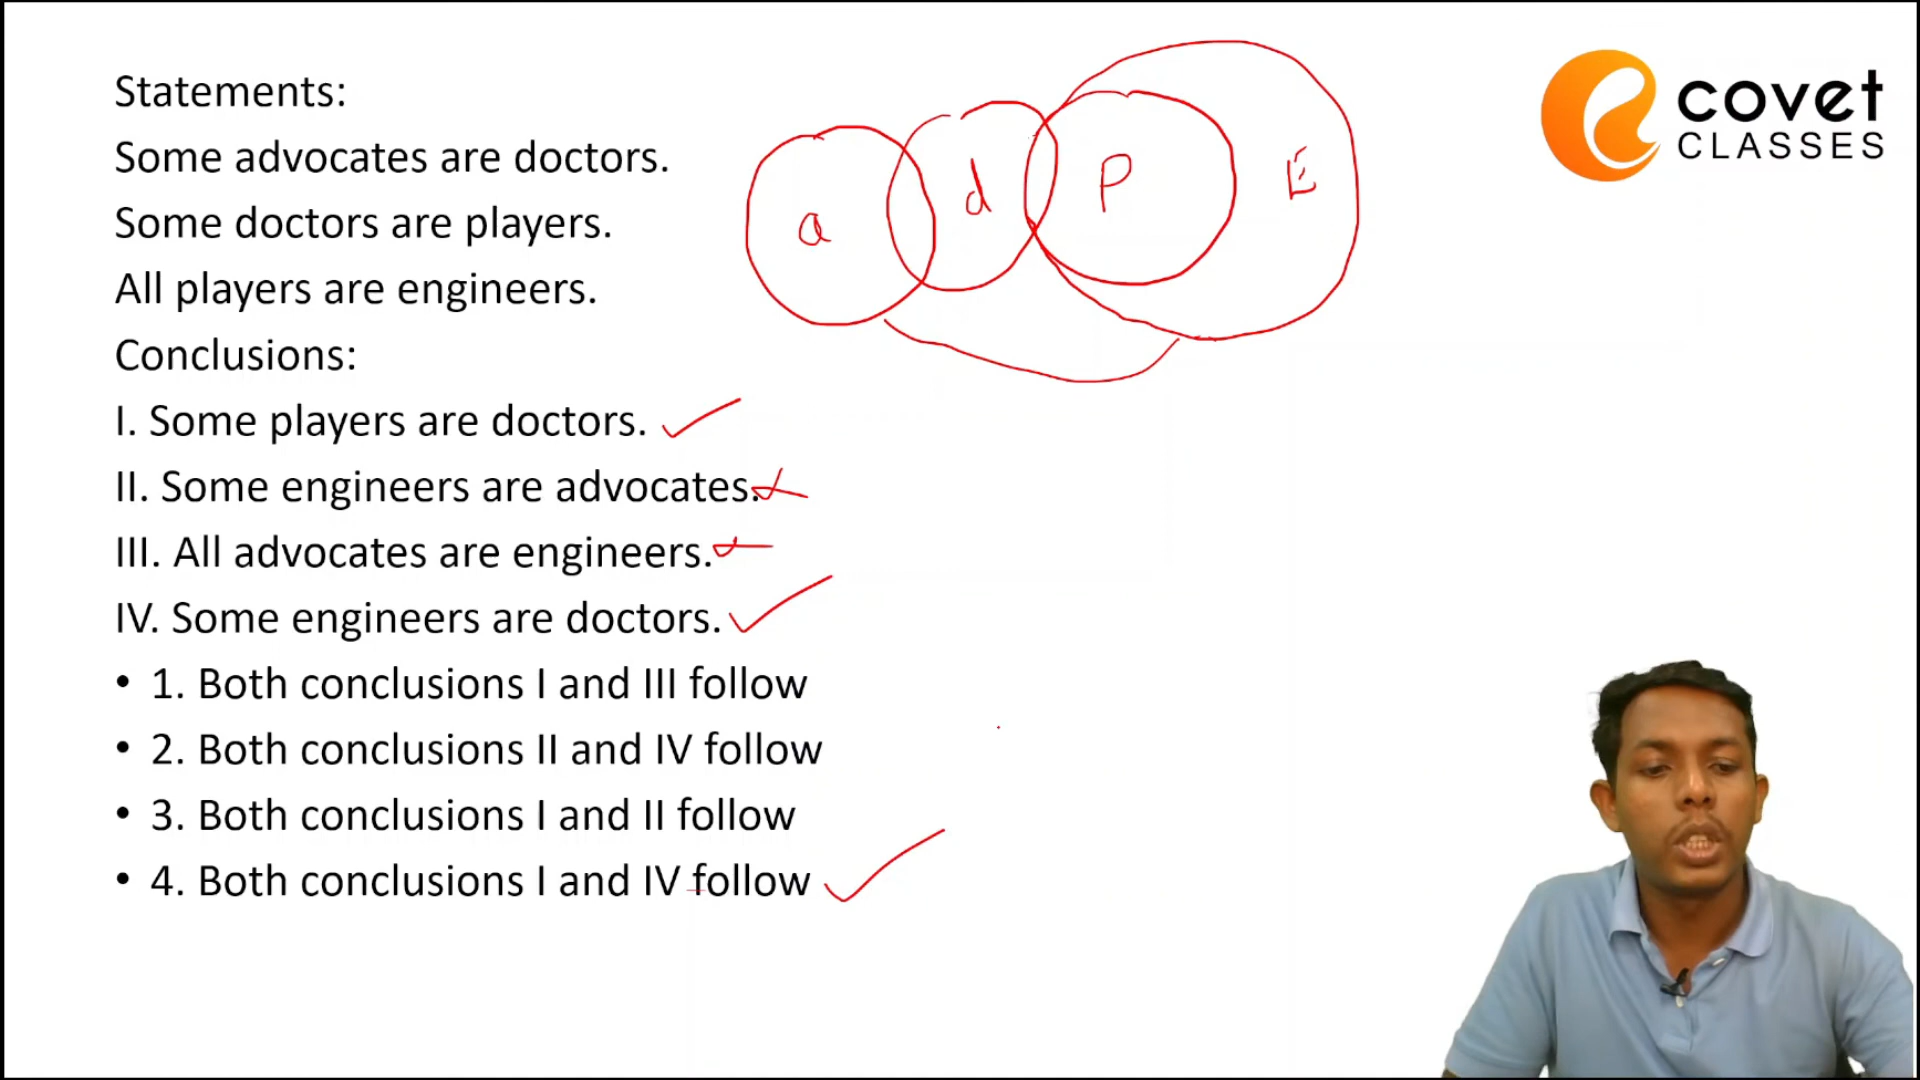 Statements:
Some advocates are doctors.
Some doctors are players.
All players are engineers.
Conclusions:
I. Some players are doctors.
II. Some engineers are advocates.
III. All advocates are engineers.
IV. Some engineers are doctors.
• 1. Both conclusions I and III follow
• 2. Both conclusions II and IV follow
• 3. Both conclusions I and II follow
• 4. Both conclusions I and IV follow
a d P E
covet
CLASSES